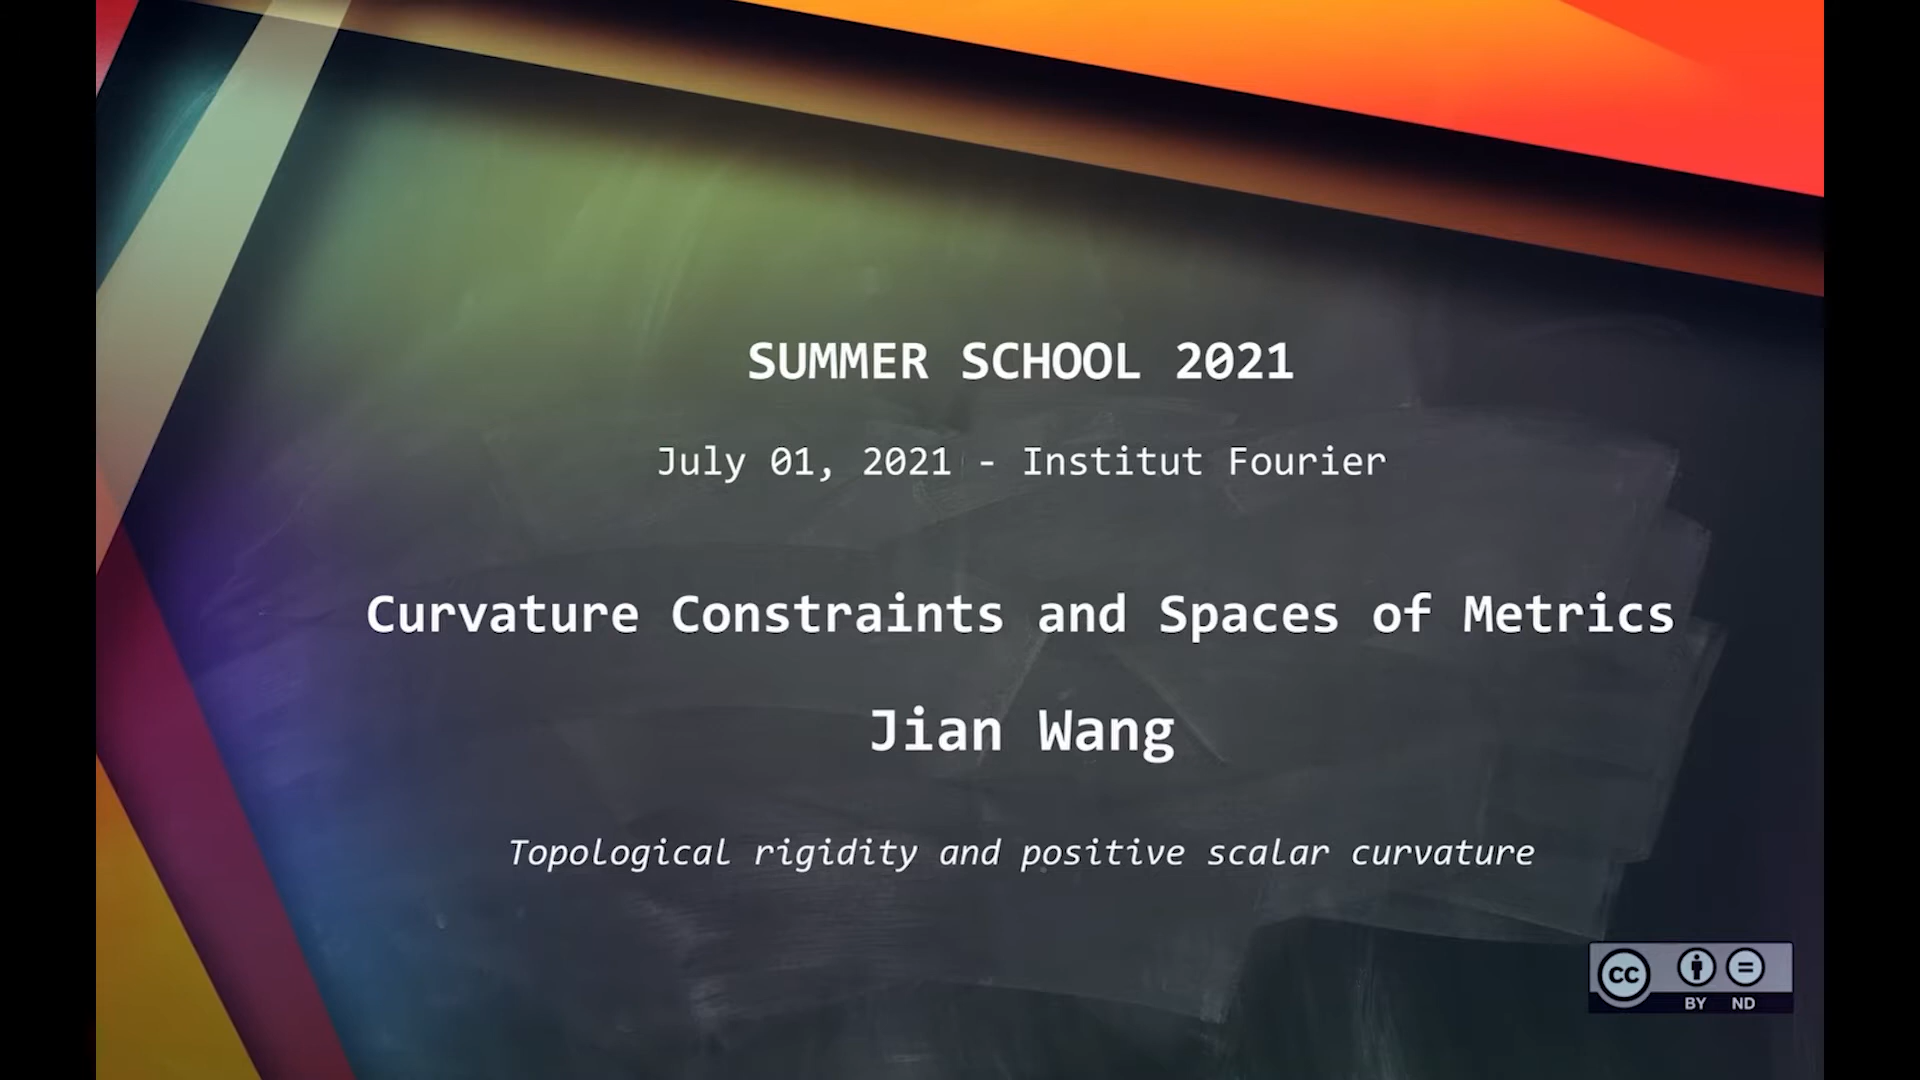 SUMMER SCHOOL 2021
July 01, 2021 - Institut Fourier
Curvature Constraints and Spaces of Metrics
Jian Wang
Topological rigidity and positive scalar curvature
cc
BY ND